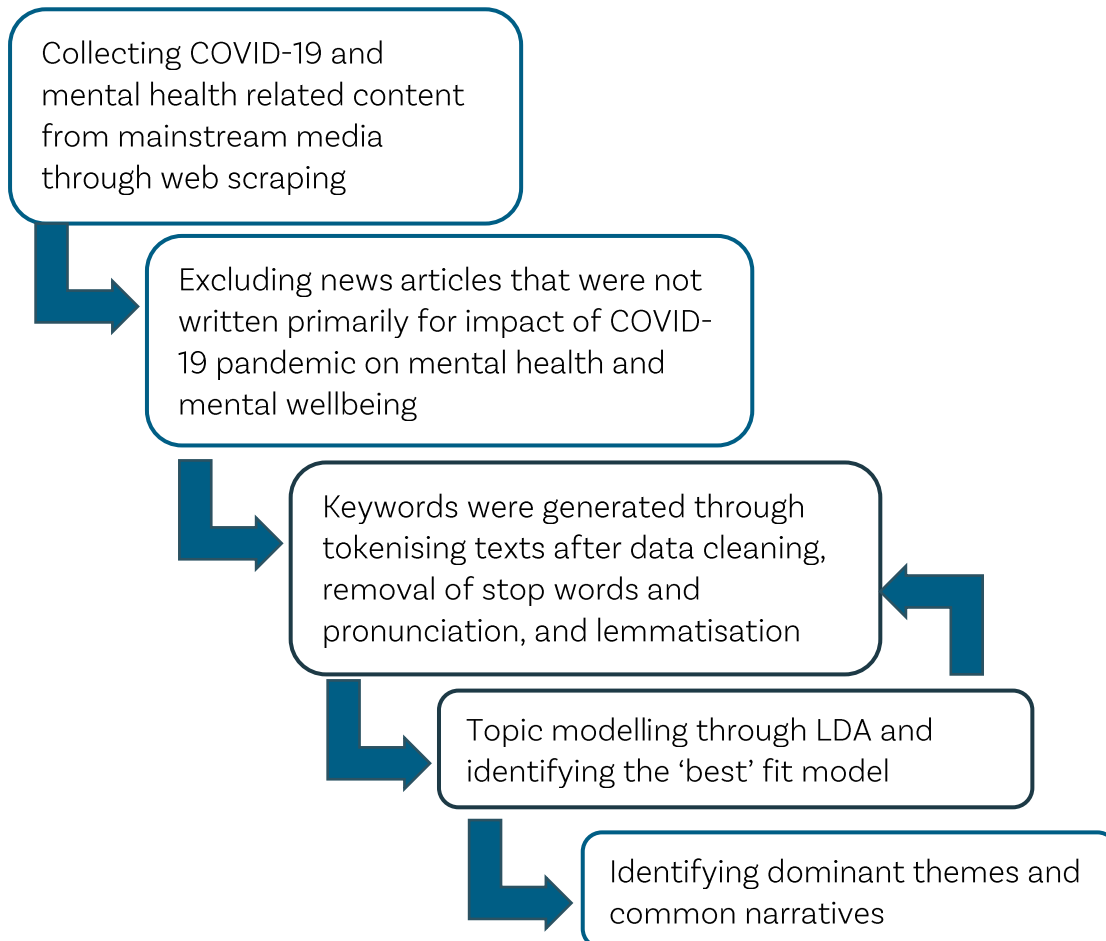 Collecting COVID-19 and
mental health related content
from mainstream media
through web scraping
Excluding news articles that were not
written primarily for impact of COVID-
19 pandemic on mental health and
mental wellbeing
Keywords were generated through
tokenising texts after data cleaning,
removal of stop words and
pronunciation, and lemmatisation
Topic modelling through LDA and
identifying the ‘best’ fit model
Identifying dominant themes and
common narratives